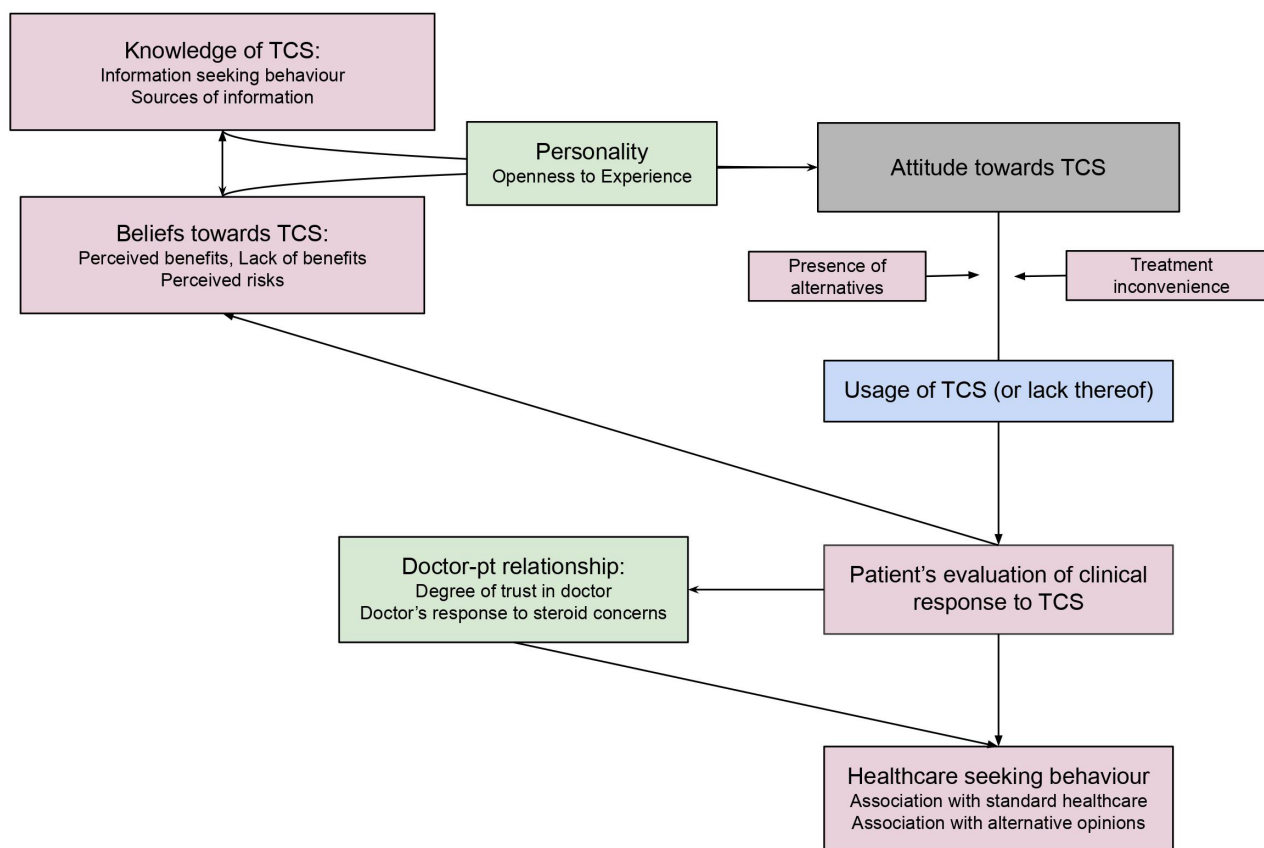 Knowledge of TCS:
Information seeking behaviour
Sources of information
Personality
Openness to Experience
Attitude towards TCS
Beliefs towards TCS:
Perceived benefits, Lack of benefits
Perceived risks
Presence of
alternatives
Treatment
inconvenience
Usage of TCS (or lack thereof)
Doctor-pt relationship:
Degree of trust in doctor
Doctor's response to steroid concerns
Patient’s evaluation of clinical
response to TCS
Healthcare seeking behaviour
Association with standard healthcare
Association with alternative opinions